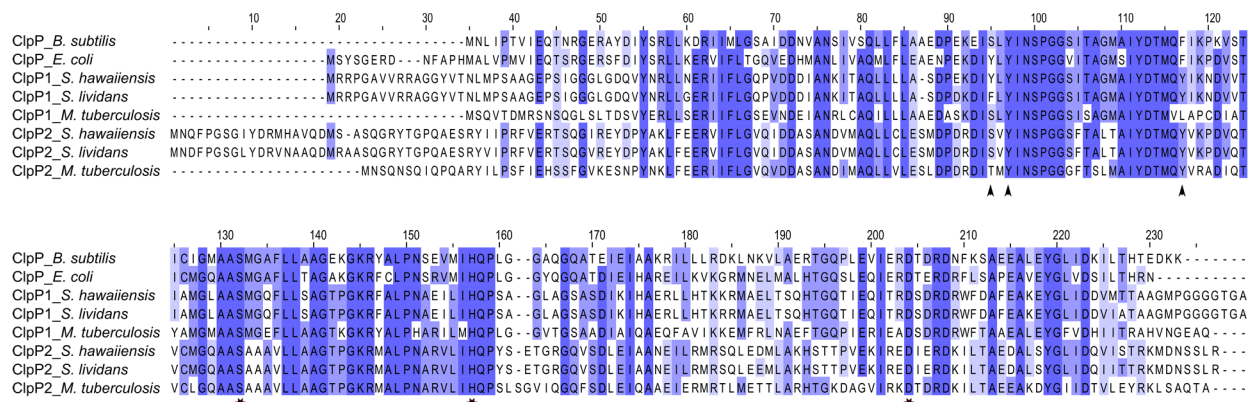 10 20 30 40 50 60 70 80 90 100 110 120
ClpP_B. subtilis ----------------------------------MNLIPTVIEQTNRGERAYDIYSRLLKDRIIMLGSAIDDNVANSIVSQLLFLAAEDPEKEISLYINSPGGSITAGMAIYDTMQFIKPKVST
ClpP_E. coli ------------------MSYSGERD---NFAPHMALVPMVIEQTSRGERSFDIYSRLLKERVIFLTGQVEDHMANLIVAQMLFLEAENPEKDIYLYINSPGGVITAGMSIYDTMQFIKPDVST
ClpP1_S. hawaiiensis ------------------MRRPGAVVRRAGGYVTNLMPSAAGEPSIGGGLGDQVYNRLLNERIIFLGQPVDDDIANKITAQLLLLA-SDPEKDIYLYINSPGGSITAGMAIYDTMQYIKNDVVT
ClpP1_S. lividans ------------------MRRPGAVVRRAGGYVTNLMPSAAGEPSIGGGLGDQVYNRLLGERIIFLGQPVDDDIANKITAQLLLLA-SDPDKDIFLYINSPGGSITAGMAIYDTMQYIKNDVVT
ClpP1_M. tuberculosis ----------------------------------MSQVTDMRSNSQGLSLTDSVYERLLSERIIFLGSEVNDEIANRLCAQILLLAAEDASKDISLYINSPGGSISAGMAIYDTMVLAPCDIAT
ClpP2_S. hawaiiensis MNQFPGSGIYDRMHAVQDMS-ASQGRYTGPQAESRYIIPRFVERTSQGIREYDPYAKLFEERVIFLGVQIDDASANDVMAQLLCLESMDPDRDISVYINSPGGSFTALTAIYDTMQYVKPDVQT
ClpP2_S. lividans MNDFPGSGLYDRVNAAQDMRAASQGRYTGPQAESRYVIPRFVERTSQGVREYDPYAKLFEERVIFLGVQIDDASANDVMAQLLCLESMDPDRDISVYINSPGGSFTALTAIYDTMQYVKPDVQT
ClpP2_M. tuberculosis ----------------------MNSQNSQIQPQARYILPSFIEHSSFGVKESNPYNKLFEERIIFLGVQVDDASANDIMAQLLVLESLDPDRDITMYINSPGGGFTSLMAIYDTMQYVRADIQT
130 140 150 160 170 180 190 200 210 220 230
ClpP_B. subtilis ICIGMAASMGAFLLAAGEKGKRYALPNSEVMIHQPLG--GAQGQATEIEIAAKRILLLRDKLNKVLAERTGQPLEVIERDTDRDNFKSAEEALEYGLIDKILTHTEDKK-------
ClpP_E. coli ICMGQAASMGAFLLTAGAKGKRFCLPNSRVMIHQPLG--GYQGQATDIEIHAREILKVKGRMNELMALHTGQSLEQIERDTERDRFLSAPEAVEYGLVDSILTHRN----------
ClpP1_S. hawaiiensis IAMGLAASMGQFLLSAGTPGKRFALPNAEILIHQPSA--GLAGSASDIKIHAERLLHTKKRMAELTSQHTGQTIEQITRDSDRDRWFDAFEAKEYGLIDDVMTTAAGMPGGGGTGA
ClpP1_S. lividans IAMGLAASMGQFLLSAGTPGKRFALPNAEILIHQPSA--GLAGSASDIKIHAERLLHTKRRMAELTSQHTGQTIEQITRDSDRDRWFDAFEAKEYGLIDDVIATAAGMPGGGGTGA
ClpP1_M. tuberculosis YAMGMAASMGEFLLAAGTKGKRYALPHARILMHQPLG--GVTGSAADIAIQAEQFAVIKKEMFRLNAEFTGQPIERIEADSDRDRWFTAAEALEYGFVDHIITRAHVNGEAQ----
ClpP2_S. hawaiiensis VCMGQAASAAAVLLAAGTPGKRMALPNARVLIHQPYS-ETGRGQVSDLEIAANEILRMRSQLEDMLAKHSTTPVEKIREDIERDKILTAEDALSYGLIDQVISTRKMDNSSLR---
ClpP2_S. lividans VCMGQAASAAAVLLAAGTPGKRMALPNARVLIHQPYS-ETGRGQVSDLEIAANEILRMRSQLEEMLAKHSTTPVEKIREDIERDKILTAEDALSYGLIDQIITTRKMDNSSLR---
ClpP2_M. tuberculosis VCLGQAASAAAVLLAAGTPGKRMALPNARVLIHQPSLSGVIQGQFSDLEIQAAEIERMRTLMETTLARHTGKDAGVIRKDTDRDKILTAEEAKDYGIIDTVLEYRKLSAQTA----